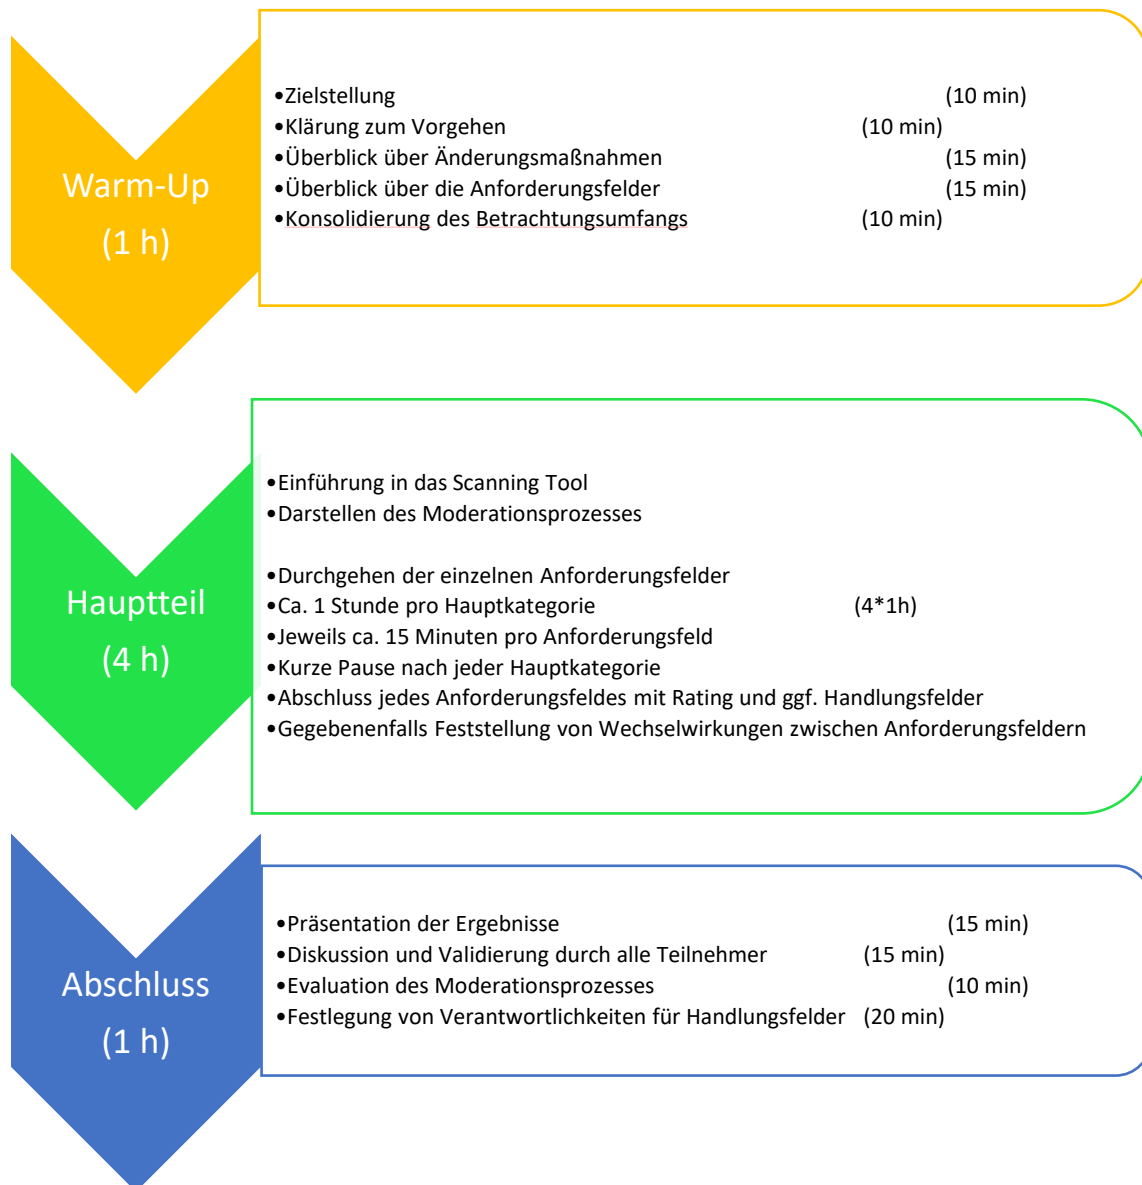 Warm-Up
(1 h)
•Zielstellung (10 min)
•Klärung zum Vorgehen (10 min)
•Überblick über Änderungsmaßnahmen (15 min)
•Überblick über die Anforderungsfelder (15 min)
•Konsolidierung des Betrachtungsumfangs (10 min)
Hauptteil
(4 h)
•Einführung in das Scanning Tool
•Darstellen des Moderationsprozesses
•Durchgehen der einzelnen Anforderungsfelder
•Ca. 1 Stunde pro Hauptkategorie (4*1h)
•Jeweils ca. 15 Minuten pro Anforderungsfeld
•Kurze Pause nach jeder Hauptkategorie
•Abschluss jedes Anforderungsfeldes mit Rating und ggf. Handlungsfelder
•Gegebenenfalls Feststellung von Wechselwirkungen zwischen Anforderungsfeldern
Abschluss
(1 h)
•Präsentation der Ergebnisse (15 min)
•Diskussion und Validierung durch alle Teilnehmer (15 min)
•Evaluation des Moderationsprozesses (10 min)
•Festlegung von Verantwortlichkeiten für Handlungsfelder (20 min)